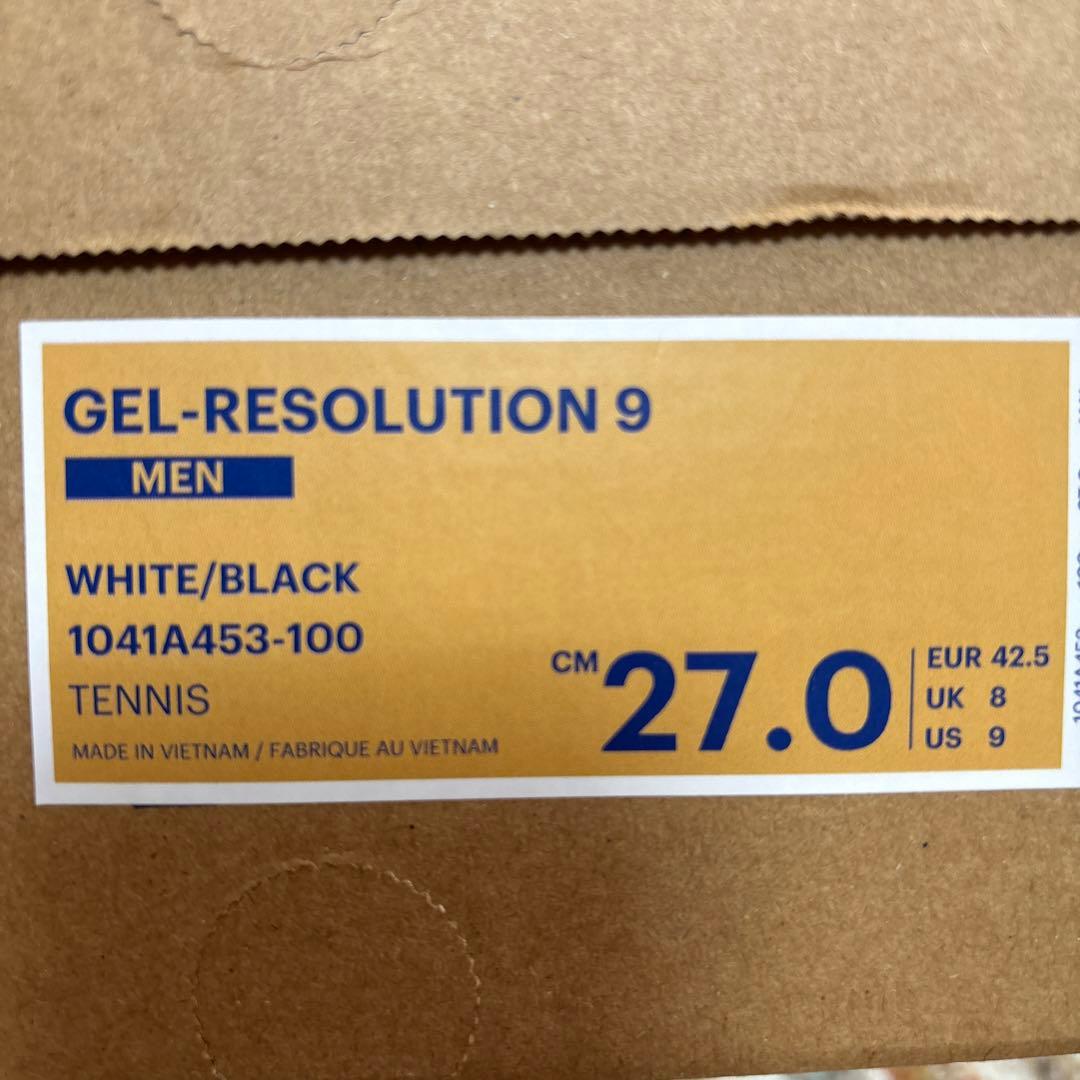 GEL-RESOLUTION 9
MEN
WHITE/BLACK
1041A453-100
TENNIS
MADE IN VIETNAM / FABRIQUE AU VIETNAM
CM 27.0
EUR 42.5
UK 8
US 9